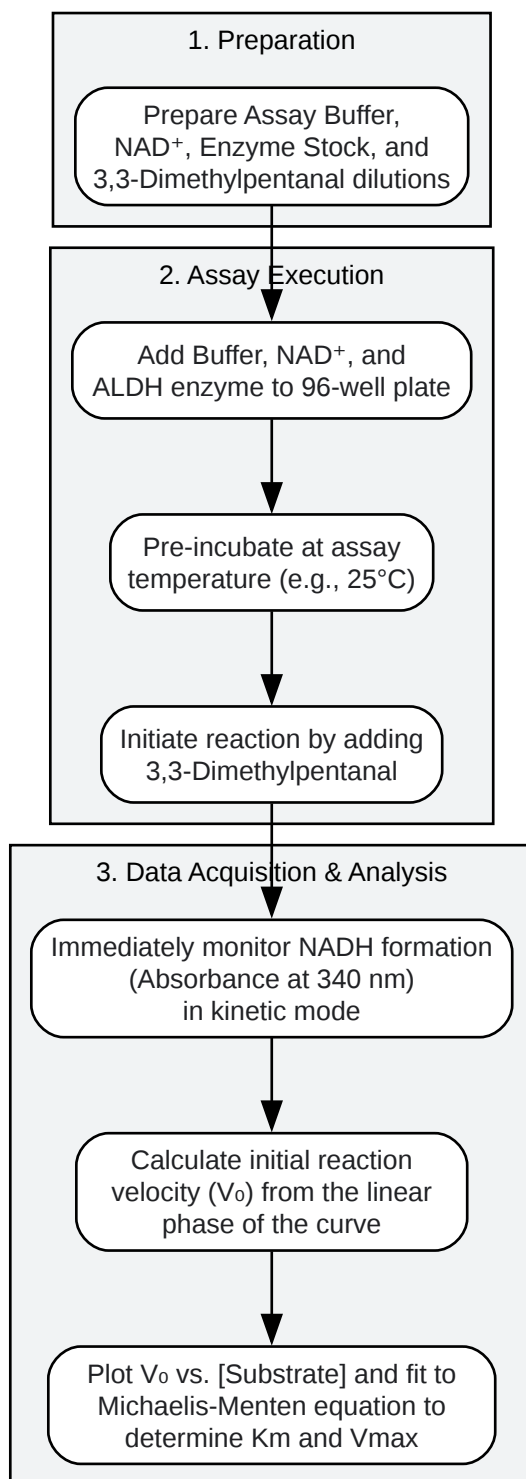 1. Preparation
Prepare Assay Buffer,
NAD⁺, Enzyme Stock, and
3,3-Dimethylpentanal dilutions
2. Assay Execution
Add Buffer, NAD⁺, and
ALDH enzyme to 96-well plate
Pre-incubate at assay
temperature (e.g., 25°C)
Initiate reaction by adding
3,3-Dimethylpentanal
3. Data Acquisition & Analysis
Immediately monitor NADH formation
(Absorbance at 340 nm)
in kinetic mode
Calculate initial reaction
velocity (V₀) from the linear
phase of the curve
Plot V₀ vs. [Substrate] and fit to
Michaelis-Menten equation to
determine Km and Vmax